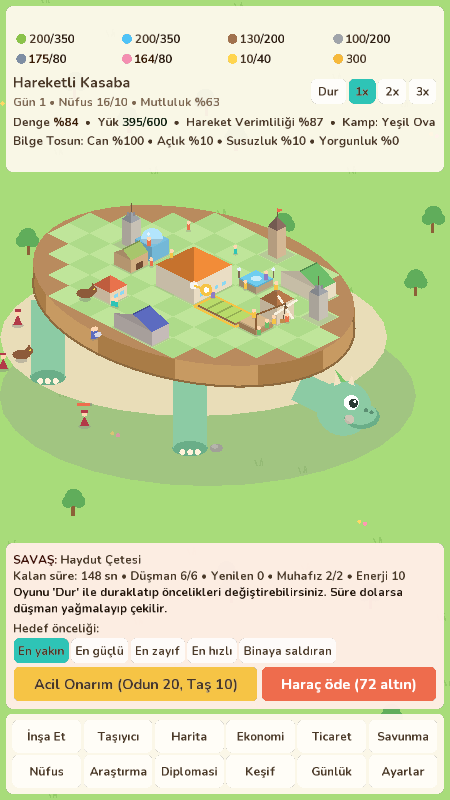 200/350 200/350 130/200 100/200
175/80 164/80 10/40 300
Hareketli Kasaba
Dur 1x 2x 3x
Gün 1 • Nüfus 16/10 • Mutluluk %63
Denge %84 • Yük 395/600 • Hareket Verimliliği %87 • Kamp: Yeşil Ova
Bilge Tosun: Can %100 • Açlık %10 • Susuzluk %10 • Yorgunluk %0
SAVAŞ: Haydut Çetesi
Kalan süre: 148 sn • Düşman 6/6 • Yenilen 0 • Muhafız 2/2 • Enerji 10
Oyunu 'Dur' ile duraklatıp öncelikleri değiştirebilirsiniz. Süre dolarsa
düşman yağmalayıp çekilir.
Hedef önceliği:
En yakın En güçlü En zayıf En hızlı Binaya saldıran
Acil Onarım (Odun 20, Taş 10) Haraç öde (72 altın)
İnşa Et Taşıyıcı Harita Ekonomi Ticaret Savunma
Nüfus Araştırma Diplomasi Keşif Günlük Ayarlar